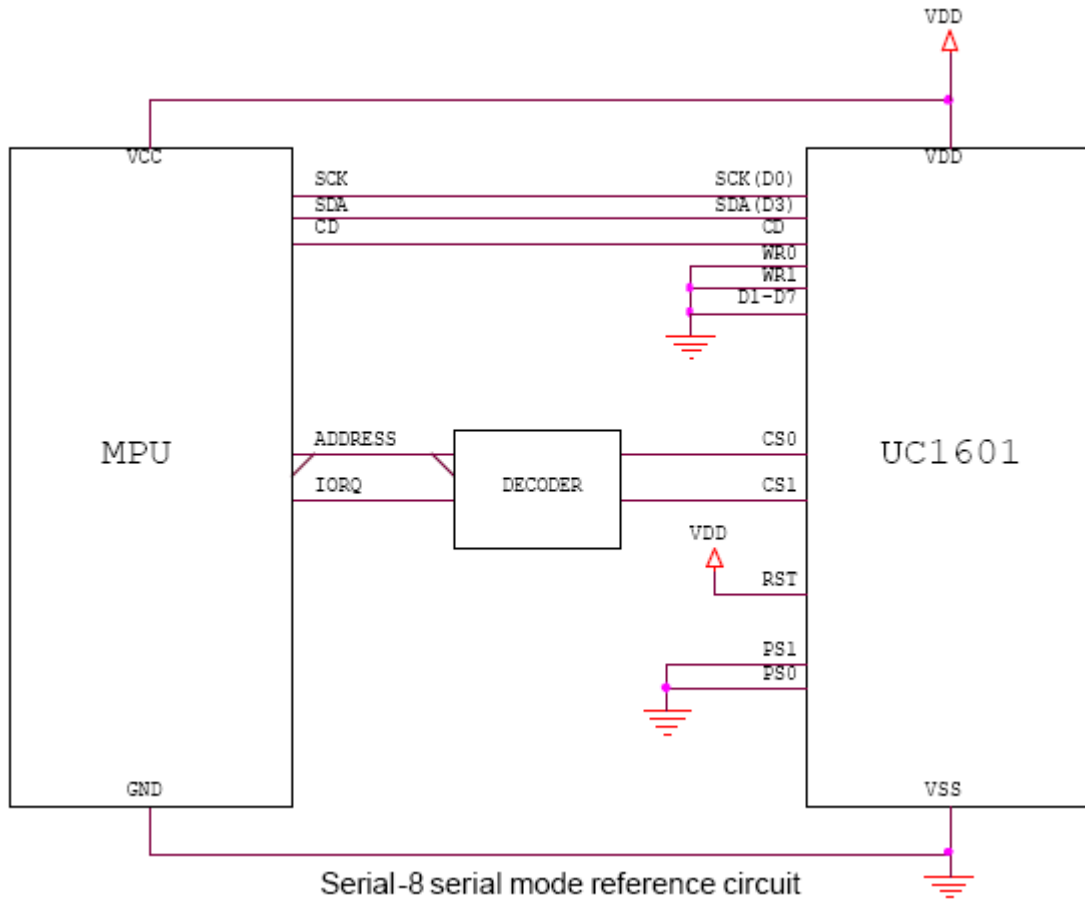 VDD
VCC
VDD
SCK
SCK(D0)
SDA
SDA(D3)
CD
CD
WR0
WR1
D1-D7
MPU
ADDRESS
CS0
UC1601
IORQ
DECODER
CS1
VDD
RST
PS1
PS0
GND
VSS
Serial-8 serial mode reference circuit